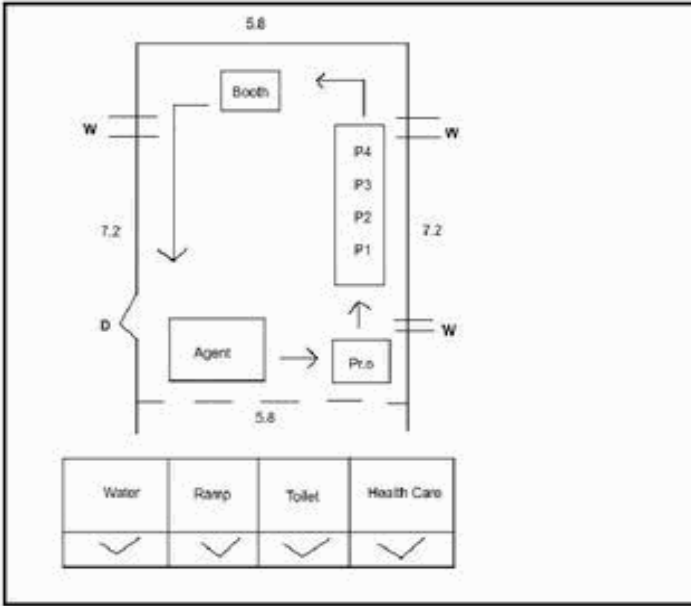 5.8
Booth
W
W
P4
P3
P2
P1
7.2
7.2
D
W
Agent
Pr.o
5.8
Water Ramp Toilet Health Care